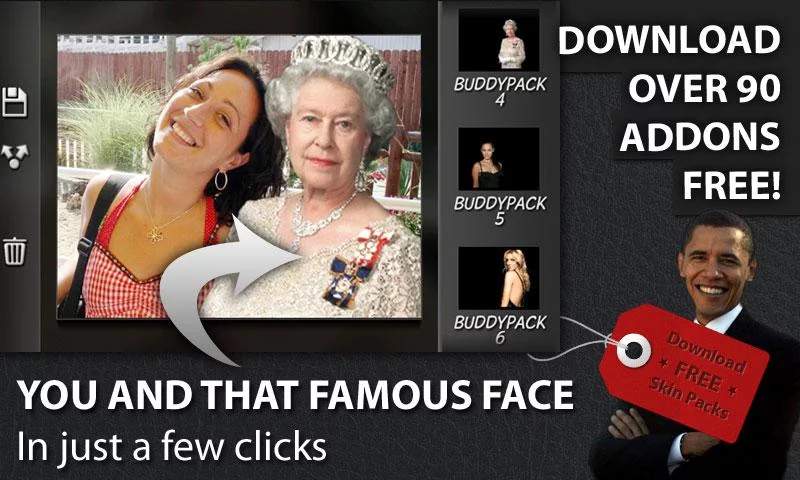 BUDDYPACK
4
BUDDYPACK
5
BUDDYPACK
6
DOWNLOAD
OVER 90
ADDONS
FREE!
Download
FREE
Skin Packs
YOU AND THAT FAMOUS FACE
In just a few clicks